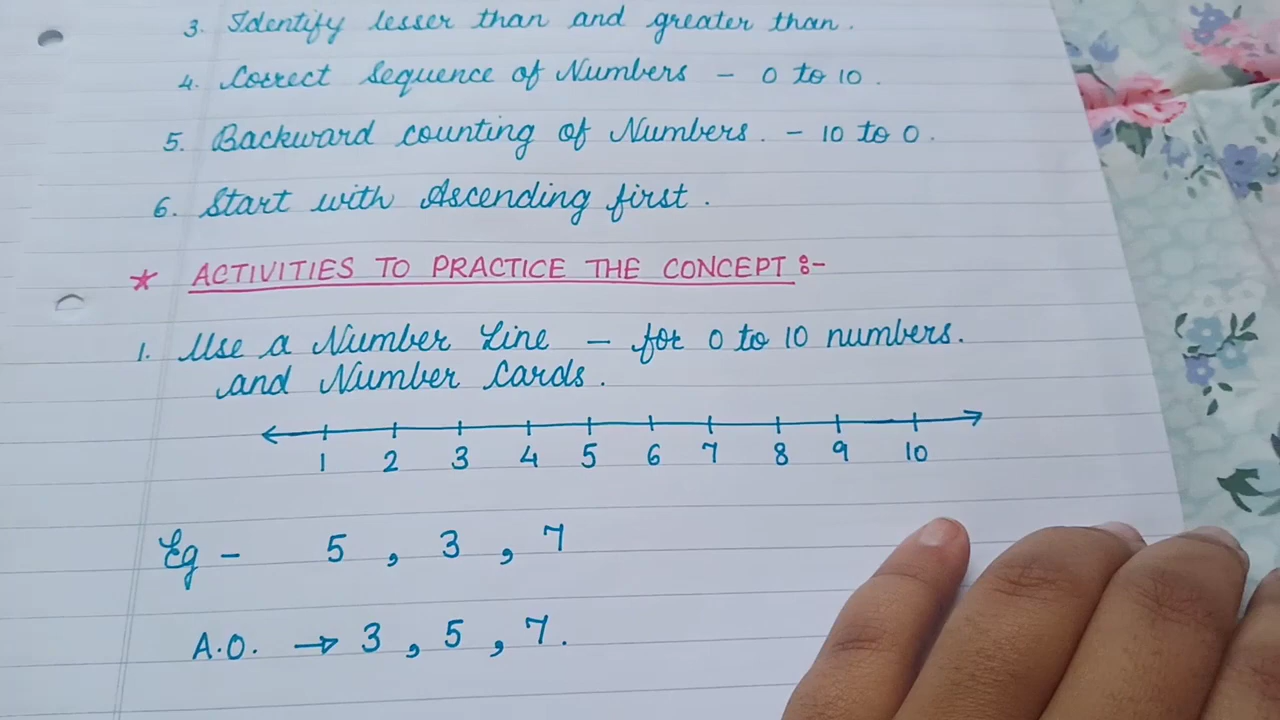 3. Identify lesser than and greater than.
4. Correct Sequence of Numbers - 0 to 10.
5. Backward counting of Numbers. - 10 to 0.
6. Start with Ascending first.
* ACTIVITIES TO PRACTICE THE CONCEPT :-
1. Use a Number Line - for 0 to 10 numbers.
and Number Cards.
1 2 3 4 5 6 7 8 9 10
Eg - 5, 3, 7
A.O. → 3, 5, 7.